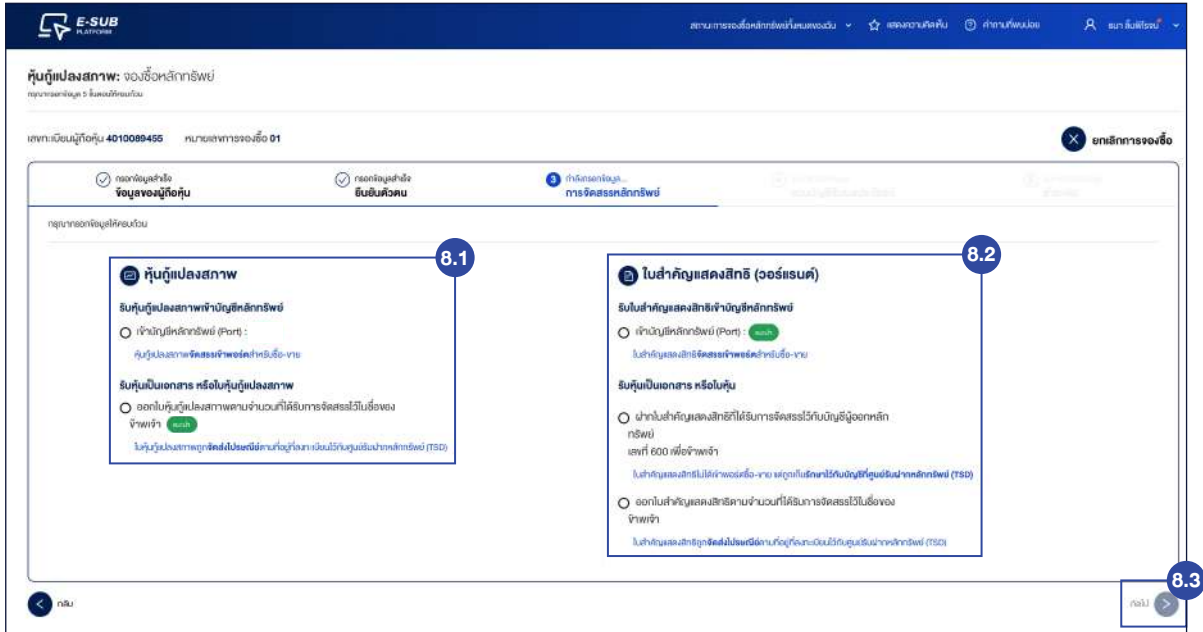 E-SUB
PLATFORM
สถานะการจองซื้อหลักทรัพย์ทั้งหมดของฉัน
แสดงความคิดเห็น
คำถามที่พบบ่อย
หุ้นกู้แปลงสภาพ: จองซื้อหลักทรัพย์
กรุณากรอกข้อมูล 5 ขั้นตอนให้ครบถ้วน
เลขทะเบียนผู้ถือหุ้น 4010089455 หมายเลขการจองซื้อ 01
ยกเลิกการจองซื้อ
กรอกข้อมูลสำเร็จ
ข้อมูลของผู้ถือหุ้น
กรอกข้อมูลสำเร็จ
ยืนยันตัวตน
3
กำลังกรอกข้อมูล...
การจัดสรรหลักทรัพย์
กรุณากรอกข้อมูลให้ครบถ้วน
8.1
หุ้นกู้แปลงสภาพ
รับหุ้นกู้แปลงสภาพเข้าบัญชีหลักทรัพย์
เข้าบัญชีหลักทรัพย์ (Port) :
หุ้นกู้แปลงสภาพจัดสรรเข้าพอร์ตสำหรับซื้อ-ขาย
รับหุ้นเป็นเอกสาร หรือใบหุ้นกู้แปลงสภาพ
ออกใบหุ้นกู้แปลงสภาพตามจำนวนที่ได้รับการจัดสรรไว้ในชื่อของ
ข้าพเจ้า แนะนำ
ใบหุ้นกู้แปลงสภาพถูกจัดส่งไปรษณีย์ตามที่อยู่ที่ลงทะเบียนไว้กับศูนย์รับฝากหลักทรัพย์ (TSD)
8.2
ใบสำคัญแสดงสิทธิ (วอร์แรนต์)
รับใบสำคัญแสดงสิทธิเข้าบัญชีหลักทรัพย์
เข้าบัญชีหลักทรัพย์ (Port) : แนะนำ
ใบสำคัญแสดงสิทธิจัดสรรเข้าพอร์ตสำหรับซื้อ-ขาย
รับหุ้นเป็นเอกสาร หรือใบหุ้น
ฝากใบสำคัญแสดงสิทธิที่ได้รับการจัดสรรไว้กับบัญชีผู้ออกหลัก
ทรัพย์
เลขที่ 600 เพื่อข้าพเจ้า
ใบสำคัญแสดงสิทธิไม่ได้เข้าพอร์ตซื้อ-ขาย แต่ถูกเก็บรักษาไว้กับบัญชีที่ศูนย์รับฝากหลักทรัพย์ (TSD)
ออกใบสำคัญแสดงสิทธิตามจำนวนที่ได้รับการจัดสรรไว้ในชื่อของ
ข้าพเจ้า
ใบสำคัญแสดงสิทธิถูกจัดส่งไปรษณีย์ตามที่อยู่ที่ลงทะเบียนไว้กับศูนย์รับฝากหลักทรัพย์ (TSD)
8.3
กลับ
ถัดไป